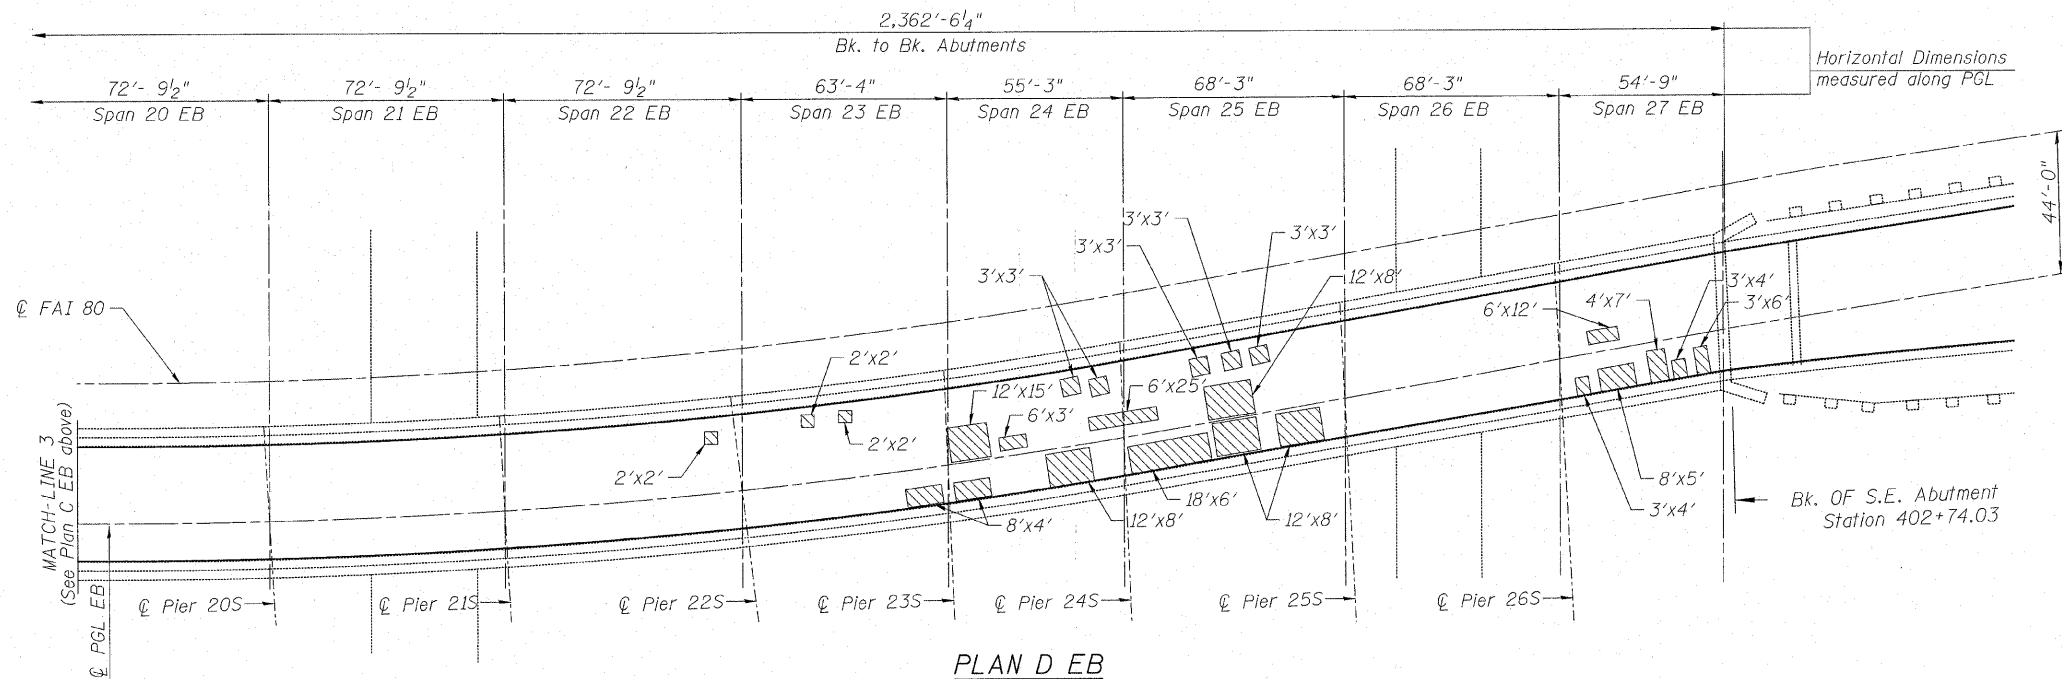 2,362'-6¼"
Bk. to Bk. Abutments
Horizontal Dimensions
measured along PGL
72'- 9½"
Span 20 EB
72'- 9½"
Span 21 EB
72'- 9½"
Span 22 EB
63'-4"
Span 23 EB
55'-3"
Span 24 EB
68'-3"
Span 25 EB
68'-3"
Span 26 EB
54'-9"
Span 27 EB
44'-0"
3'x3'
3'x3'
3'x3'
3'x3'
12'x8'
3'x4'
3'x6'
4'x7'
6'x12'
℄ FAI 80
2'x2'
12'x15'
6'x25'
6'x3'
2'x2'
2'x2'
8'x4'
12'x8'
18'x6'
12'x8'
8'x5'
3'x4'
Bk. OF S.E. Abutment
Station 402+74.03
MATCH-LINE 3
(See Plan C EB above)
℄ PGL EB
℄ Pier 20S
℄ Pier 21S
℄ Pier 22S
℄ Pier 23S
℄ Pier 24S
℄ Pier 25S
℄ Pier 26S
PLAN D EB